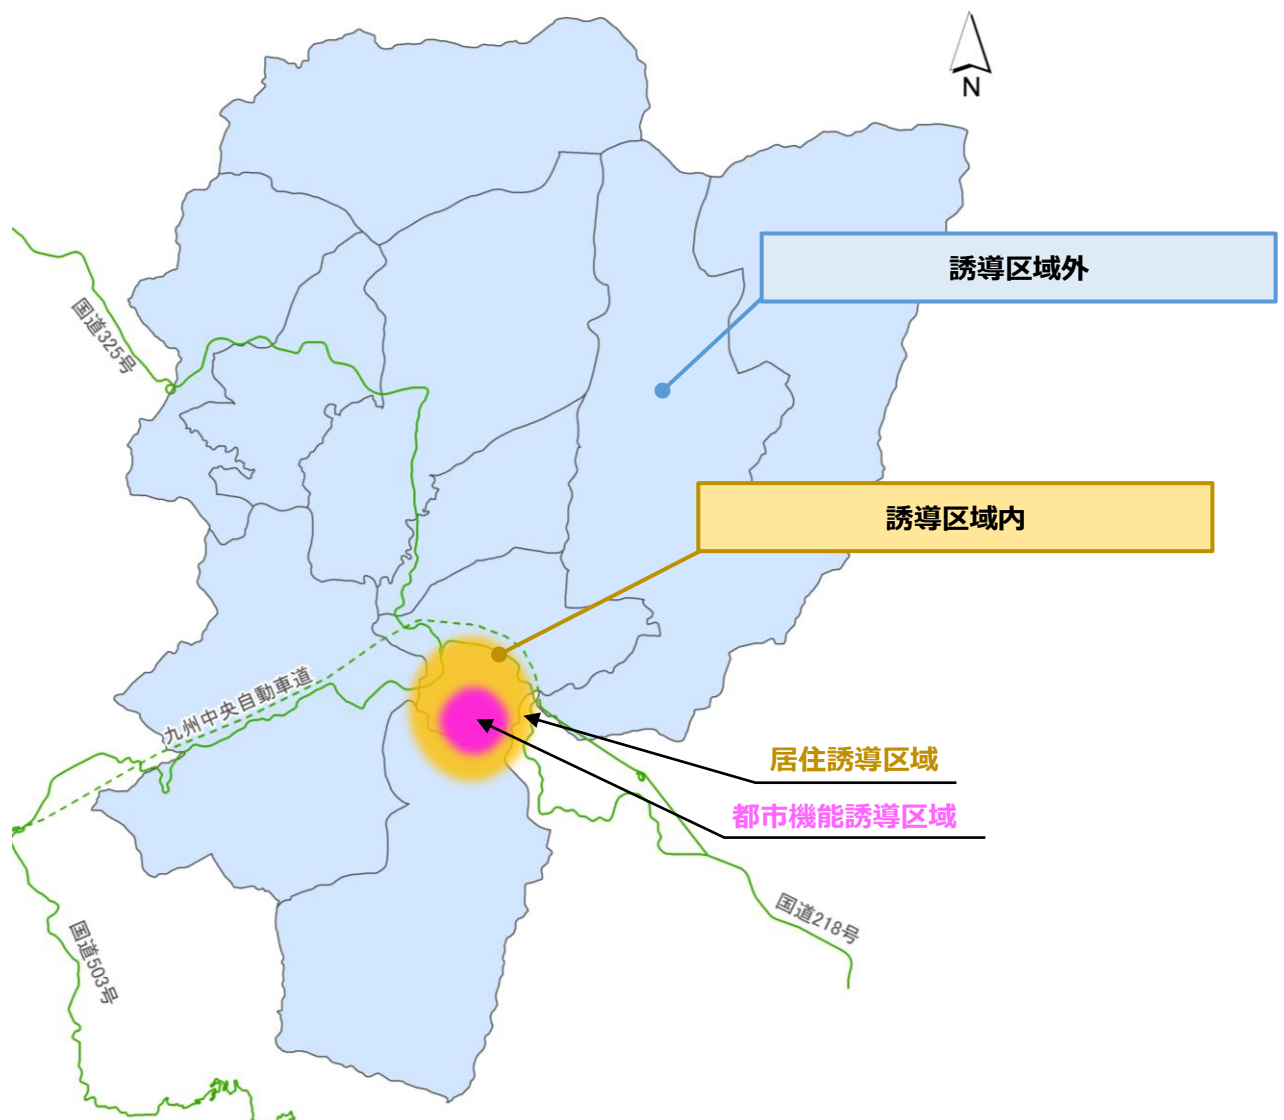 N
誘導区域外
国道325号
誘導区域内
九州中央自動車道
居住誘導区域
都市機能誘導区域
国道218号
国道503号